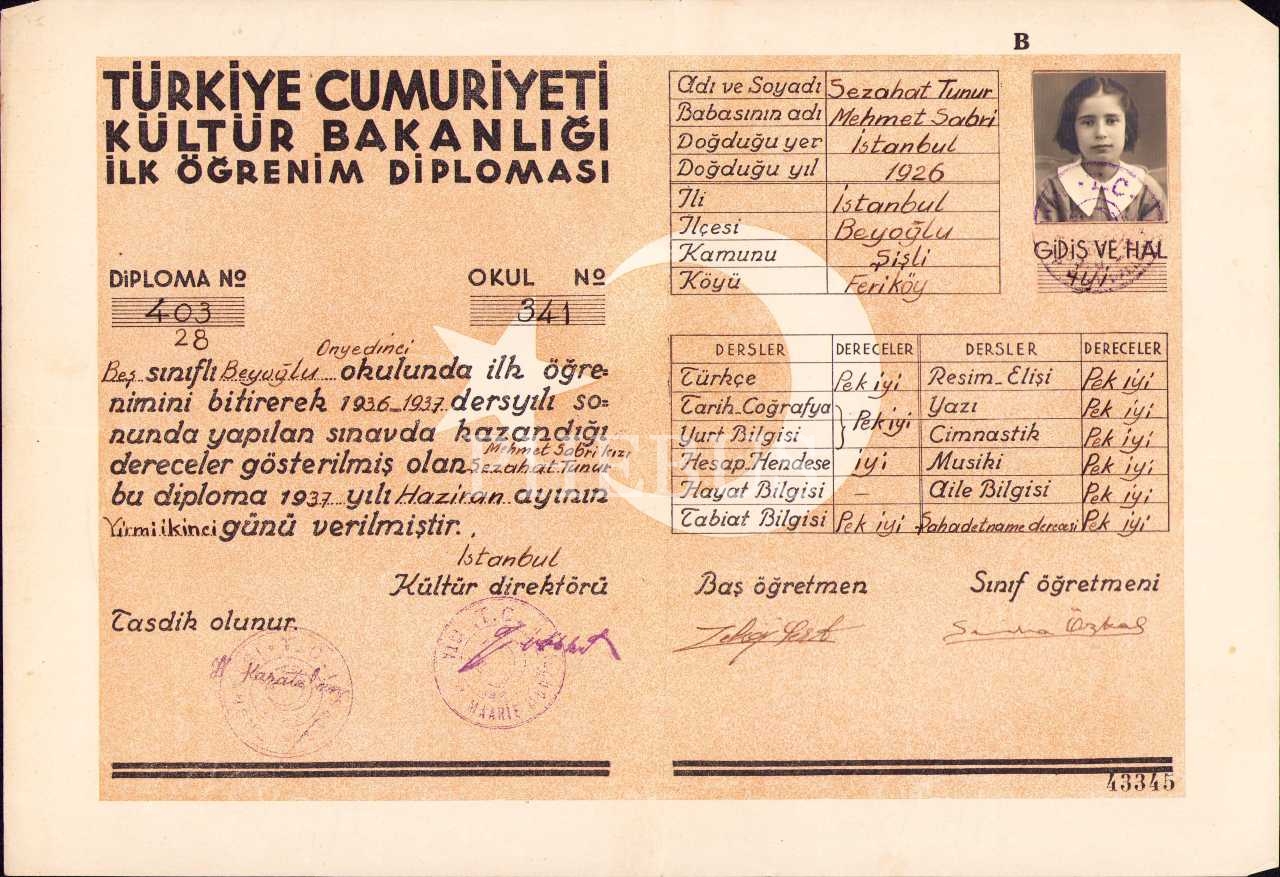 B
TÜRKİYE CUMURİYETİ
KÜLTÜR BAKANLIĞI
İLK ÖĞRENİM DİPLOMASI
DİPLOMA No
403
28
OKUL No
341
Onyedinci
Beş sınıflı Beyoğlu okulunda ilk öğre-
nimini bitirerek 1936-1937 dersyılı so=
nunda yapılan sınavda kazandığı
Mehmet Sabri kızı
dereceler gösterilmiş olan Sezahat Tunur
bu diploma 1937 yılı Haziran ayının
Yirmi ikinci günü verilmiştir.
İstanbul
Kültür direktörü
Tasdik olunur.
T.C.
MAARİF
Adı ve Soyadı Sezahat Tunur
Babasının adı Mehmet Sabri
Doğduğu yer İstanbul
Doğduğu yıl 1926
İli İstanbul
İlçesi Beyoğlu
Kamunu Şişli
Köyü Feriköy
T.C.
GİDİŞ VE HAL
iyi
DERSLER DERECELER DERSLER DERECELER
Türkçe Pek iyi Resim-Elişi Pek iyi
Tarih-Coğrafya Pek iyi Yazı Pek iyi
Yurt Bilgisi Cimnastik Pek iyi
Hesap-Hendese iyi Musiki Pek iyi
Hayat Bilgisi – Aile Bilgisi Pek iyi
Tabiat Bilgisi Pek iyi Şahadetname derecesi Pek iyi
Baş öğretmen
Sınıf öğretmeni
Özkal
43345